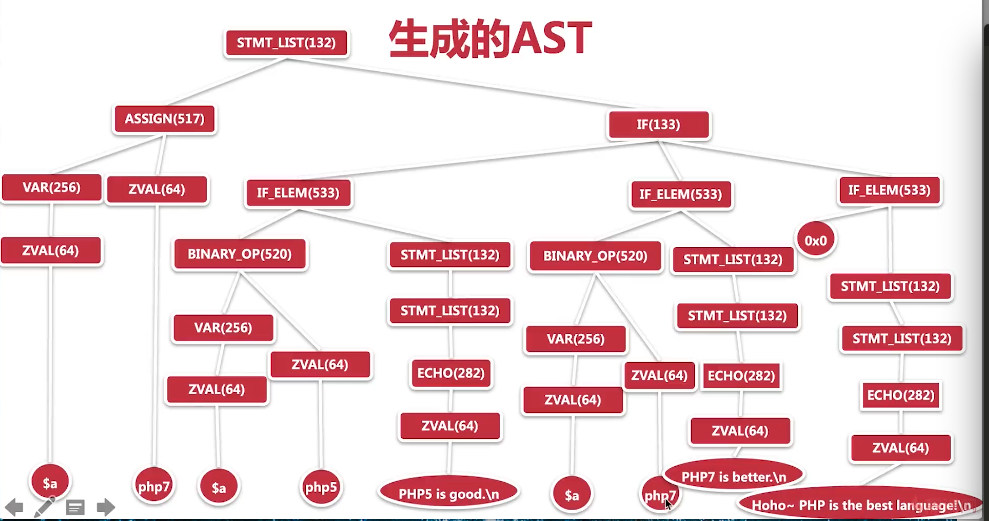 生成的AST
STMT_LIST(132)
ASSIGN(517)
IF(133)
VAR(256)
ZVAL(64)
IF_ELEM(533)
IF_ELEM(533)
IF_ELEM(533)
ZVAL(64)
BINARY_OP(520)
STMT_LIST(132)
BINARY_OP(520)
STMT_LIST(132)
0x0
STMT_LIST(132)
STMT_LIST(132)
STMT_LIST(132)
VAR(256)
VAR(256)
STMT_LIST(132)
ZVAL(64)
ECHO(282)
ZVAL(64)
ECHO(282)
ZVAL(64)
ZVAL(64)
ECHO(282)
ZVAL(64)
ZVAL(64)
ZVAL(64)
$a
php7
$a
php5
PHP5 is good.\n
$a
php7
PHP7 is better.\n
Hoho~ PHP is the best language!\n